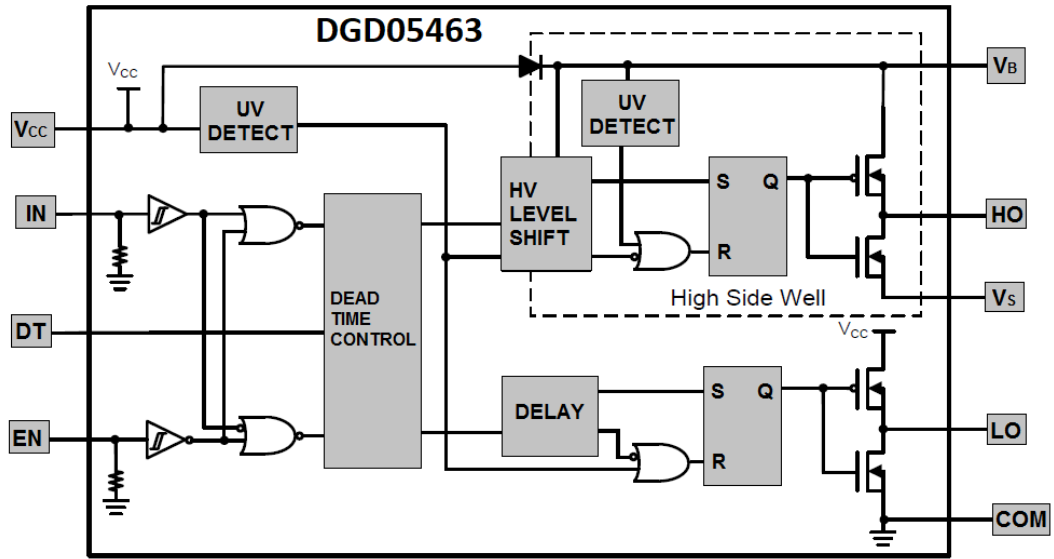 DGD05463
VCC
VB
VCC
UV
DETECT
UV
DETECT
IN
HV
LEVEL
SHIFT
S
Q
R
HO
High Side Well
VS
DT
DEAD
TIME
CONTROL
VCC
EN
DELAY
S
Q
R
LO
COM